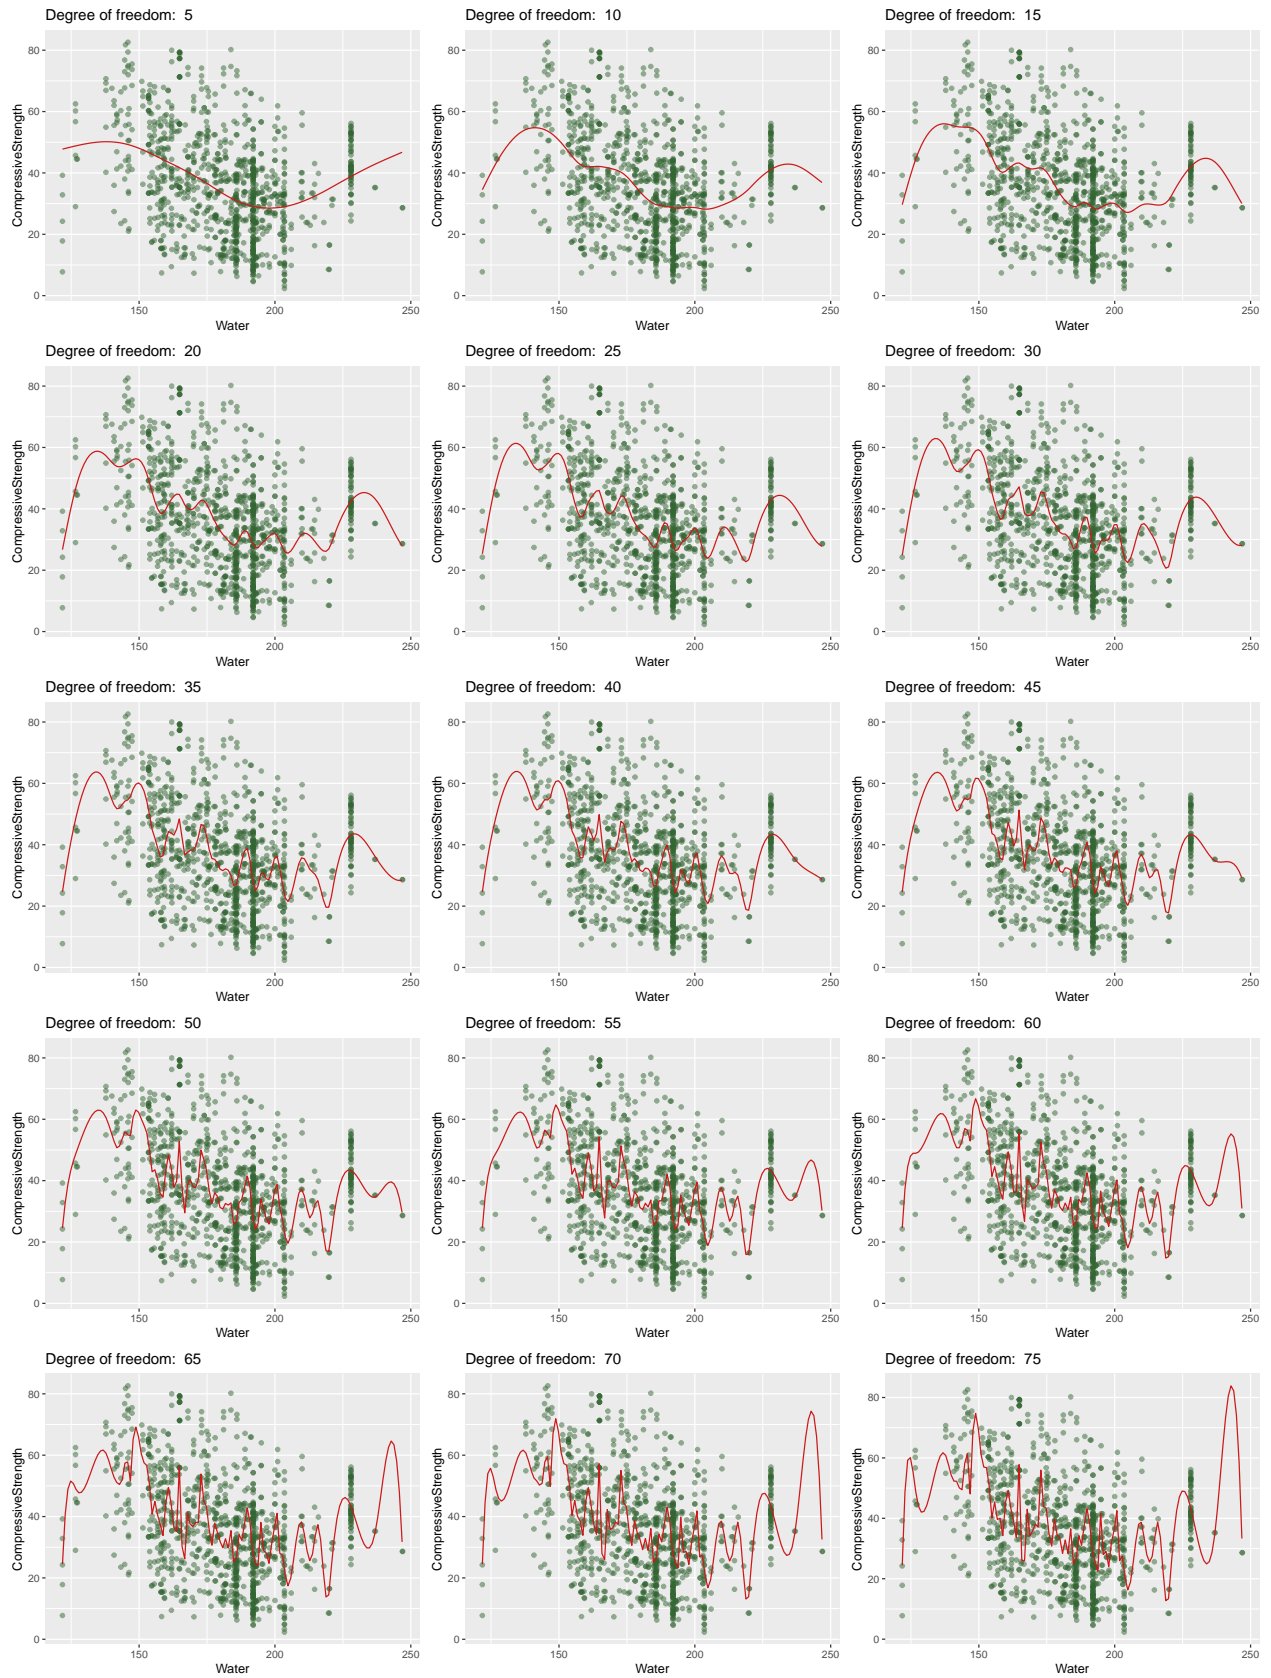 Degree of freedom:  5
Degree of freedom:  10
Degree of freedom:  15
80
60
40
20
0
CompressiveStrength
150
200
250
Water
80
60
40
20
0
CompressiveStrength
150
200
250
Water
80
60
40
20
0
CompressiveStrength
150
200
250
Water
Degree of freedom:  20
Degree of freedom:  25
Degree of freedom:  30
80
60
40
20
0
CompressiveStrength
150
200
250
Water
80
60
40
20
0
CompressiveStrength
150
200
250
Water
80
60
40
20
0
CompressiveStrength
150
200
250
Water
Degree of freedom:  35
Degree of freedom:  40
Degree of freedom:  45
80
60
40
20
0
CompressiveStrength
150
200
250
Water
80
60
40
20
0
CompressiveStrength
150
200
250
Water
80
60
40
20
0
CompressiveStrength
150
200
250
Water
Degree of freedom:  50
Degree of freedom:  55
Degree of freedom:  60
80
60
40
20
0
CompressiveStrength
150
200
250
Water
80
60
40
20
0
CompressiveStrength
150
200
250
Water
80
60
40
20
0
CompressiveStrength
150
200
250
Water
Degree of freedom:  65
Degree of freedom:  70
Degree of freedom:  75
80
60
40
20
0
CompressiveStrength
150
200
250
Water
80
60
40
20
0
CompressiveStrength
150
200
250
Water
80
60
40
20
0
CompressiveStrength
150
200
250
Water